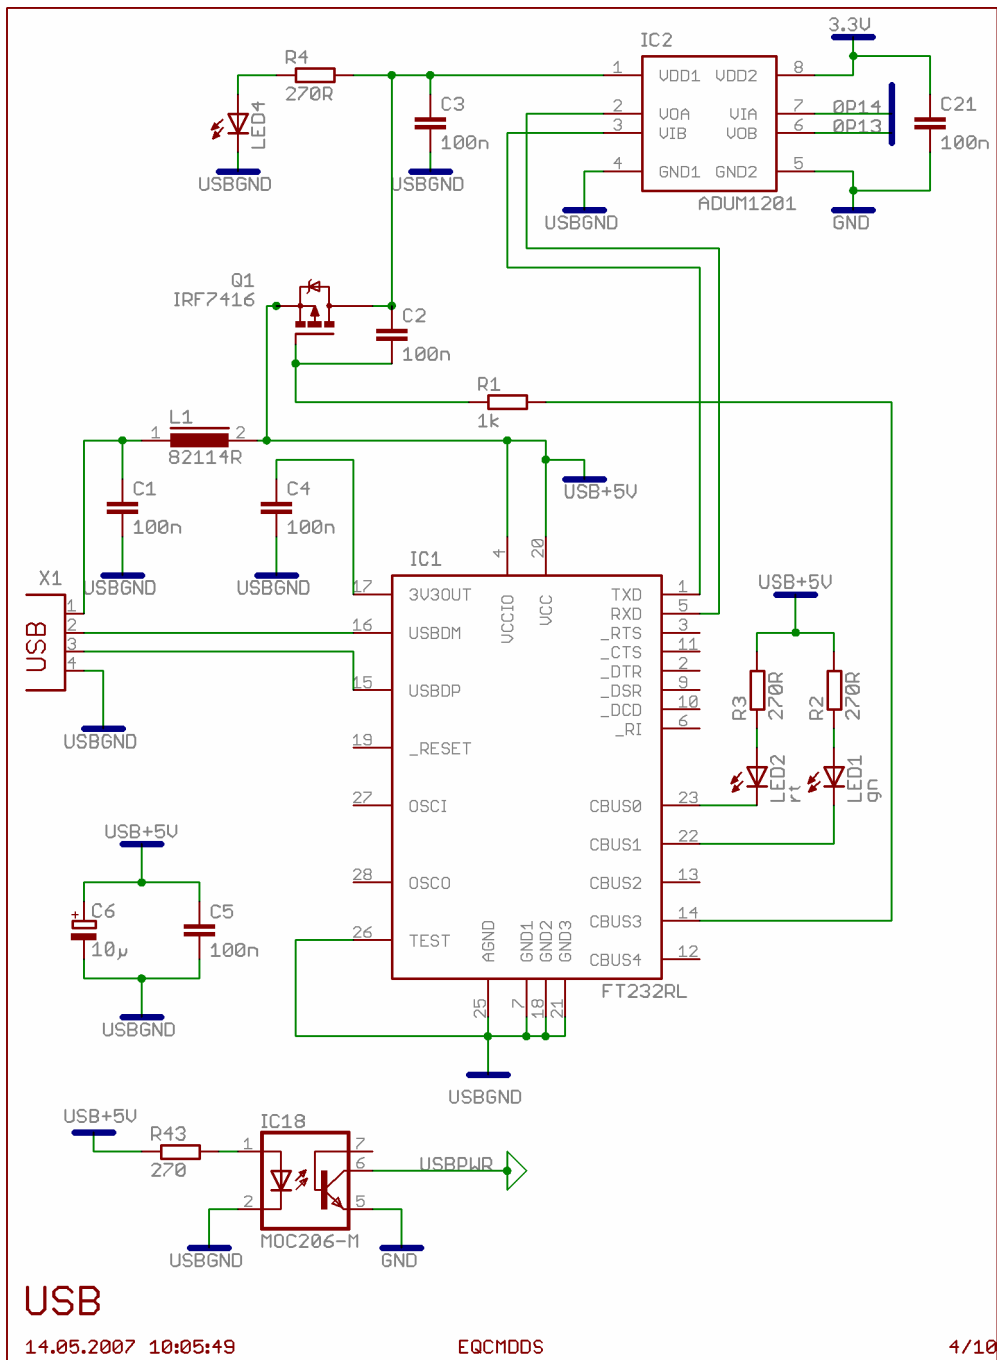 3.3V
R4
IC2
270R
1 VDD1 VDD2 8
LED4
C3
100n
2 VOA VIA 7 OP14
3 VIB VOB 6 OP13
C21
100n
4 GND1 GND2 5
USBGND
USBGND
USBGND
ADUM1201
GND
Q1
IRF7416
C2
100n
R1
1k
L1
1 2
82114R
USB+5V
C1
100n
C4
100n
4
20
IC1
X1
USBGND
USBGND
USB+5V
USB
1
2
3
4
17 3V3OUT
VCCIO
VCC
TXD 1
RXD 5
16 USBDM
_RTS 3
_CTS 11
_DTR 2
15 USBDP
_DSR 9
_DCD 10
_RI 6
R3
270R
R2
270R
USBGND
19 _RESET
LED2
rt
LED1
gn
27 OSCI
CBUS0 23
USB+5V
CBUS1 22
28 OSCO
CBUS2 13
C6
10µ
C5
100n
CBUS3 14
26 TEST
AGND
GND1
GND2
GND3
CBUS4 12
FT232RL
25
7
18
21
USBGND
USBGND
USB+5V
IC18
R43
270
1
7
USBPWR
6
2
5
USBGND
MOC206-M
GND
USB
14.05.2007 10:05:49
EQCMDDS
4/10